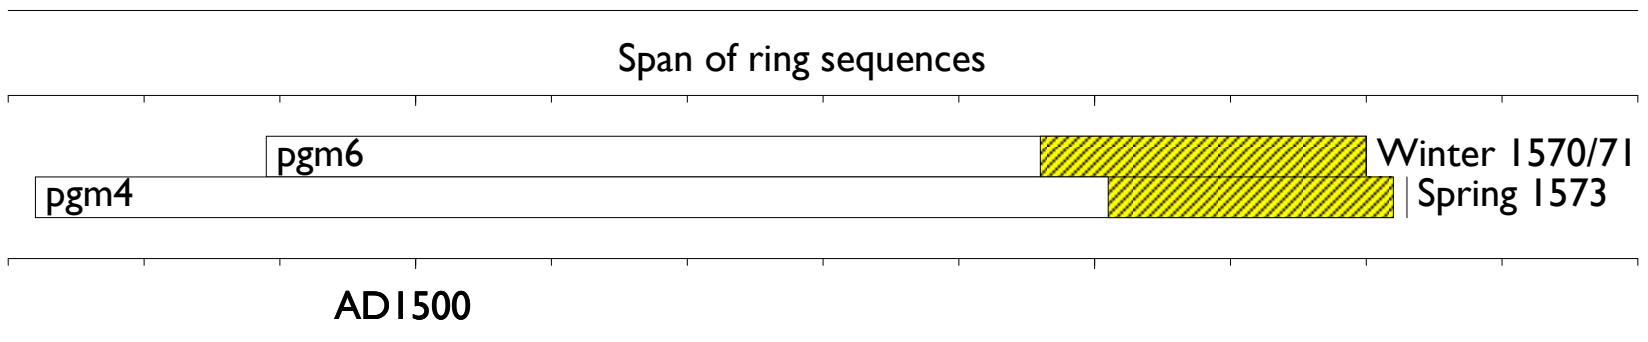 Span of ring sequences
pgm6 Winter 1570/71
pgm4 Spring 1573
AD1500